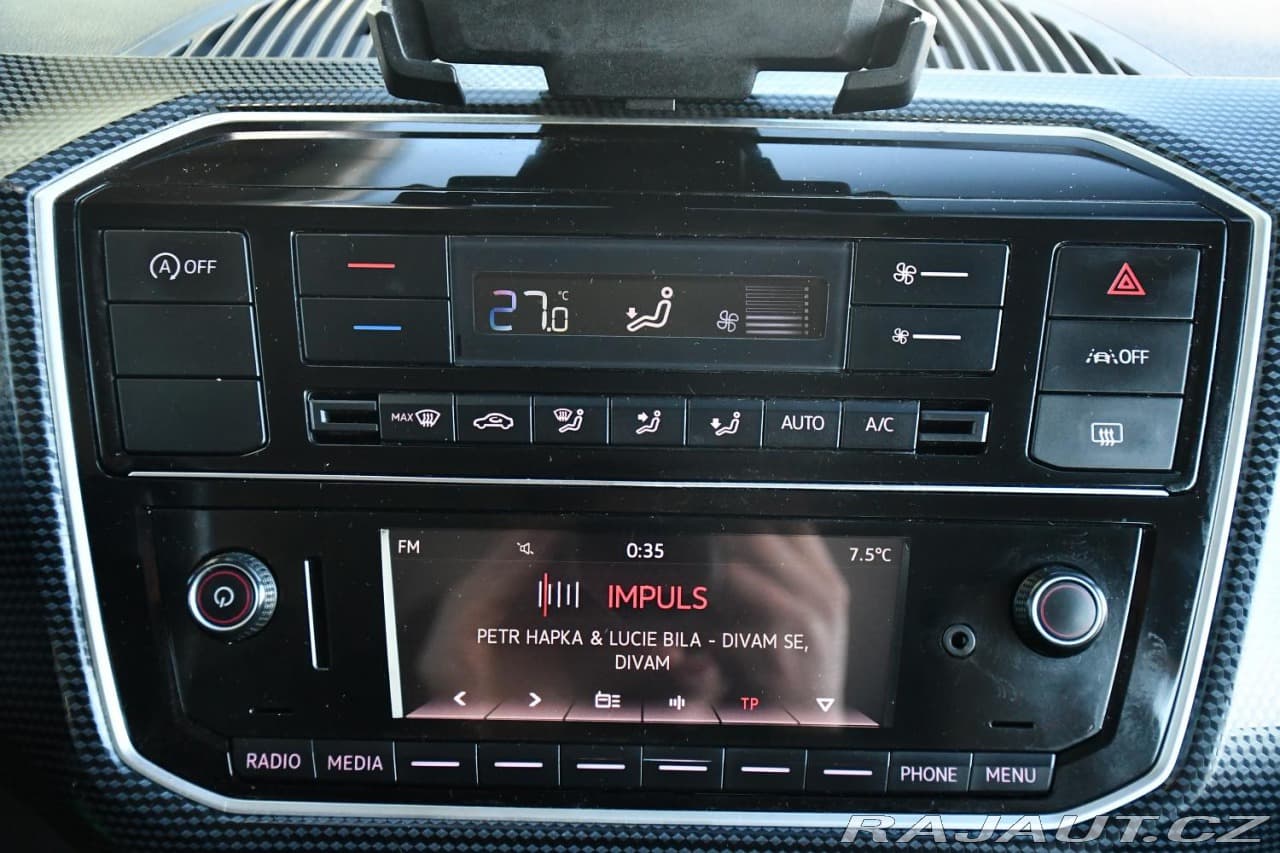 A OFF
27.0 °C
OFF
MAX
AUTO
A/C
FM
0:35
7.5°C
IMPULS
PETR HAPKA & LUCIE BILA - DIVAM SE,
DIVAM
TP
RADIO
MEDIA
PHONE
MENU
RAJAUT.CZ